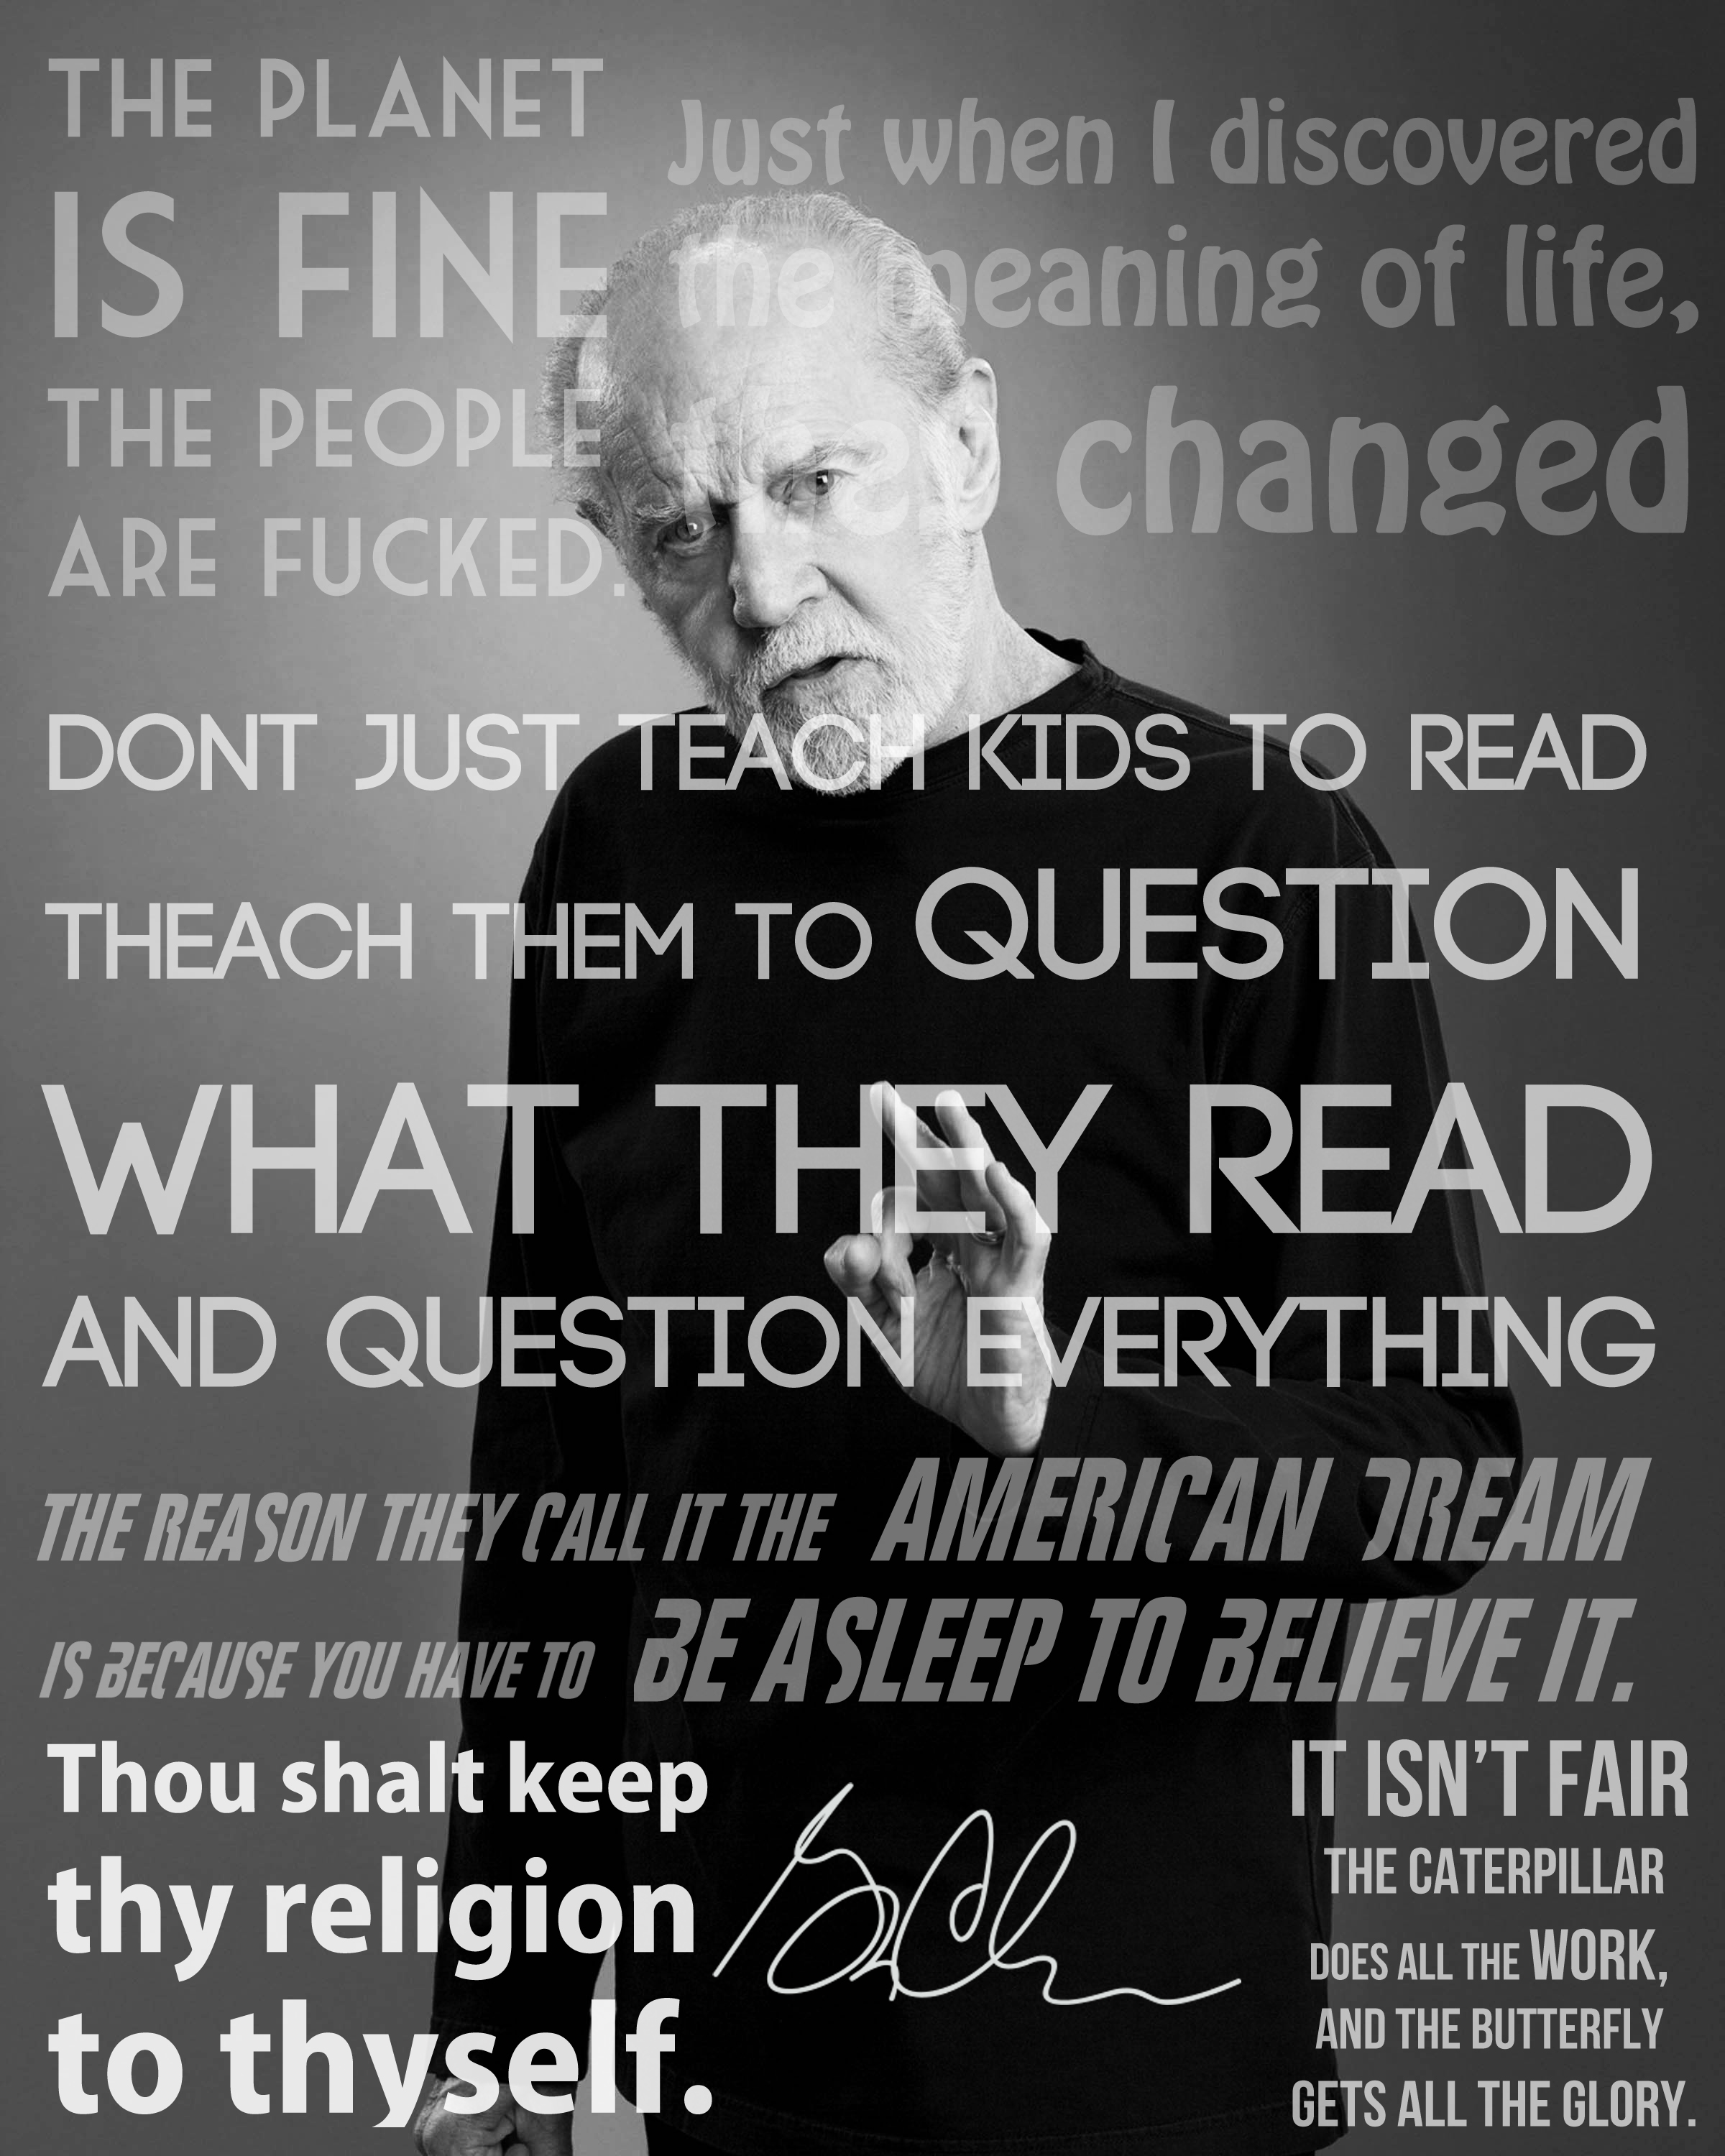 THE PLANET
IS FINE
THE PEOPLE
ARE FUCKED.
Just when I discovered
the meaning of life,
changed
DONT JUST TEACH KIDS TO READ
THEACH THEM TO QUESTION
WHAT THEY READ
AND QUESTION EVERYTHING
THE REASON THEY CALL IT THE AMERICAN DREAM
IS BECAUSE YOU HAVE TO BE ASLEEP TO BELIEVE IT.
Thou shalt keep
thy religion
to thyself.
IT ISN'T FAIR
THE CATERPILLAR
DOES ALL THE WORK,
AND THE BUTTERFLY
GETS ALL THE GLORY.